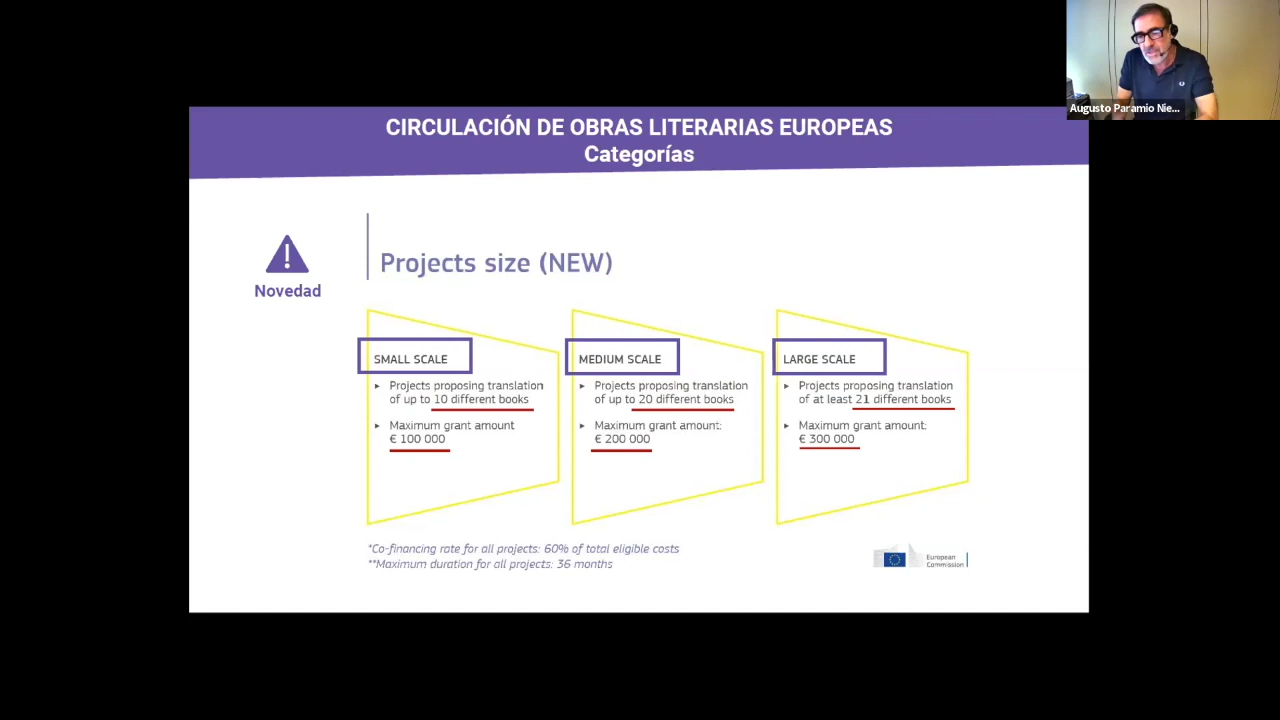 Augusto Paramio Nie...
CIRCULACIÓN DE OBRAS LITERARIAS EUROPEAS
Categorías
Novedad
Projects size (NEW)
SMALL SCALE
Projects proposing translation
of up to 10 different books
Maximum grant amount
€ 100 000
MEDIUM SCALE
Projects proposing translation
of up to 20 different books
Maximum grant amount:
€ 200 000
LARGE SCALE
Projects proposing translation
of at least 21 different books
Maximum grant amount:
€ 300 000
*Co-financing rate for all projects: 60% of total eligible costs
**Maximum duration for all projects: 36 months
European
Commission